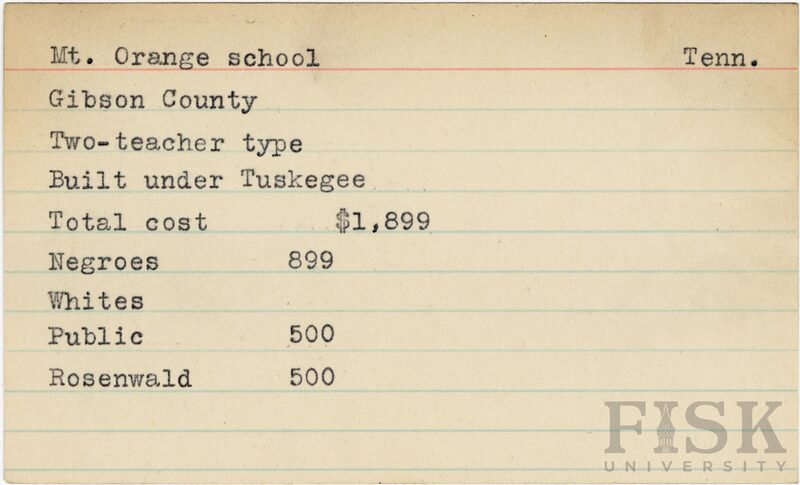 Mt. Orange school Tenn.
Gibson County
Two-teacher type
Built under Tuskegee
Total cost $1,899
Negroes 899
Whites
Public 500
Rosenwald 500
FISK
UNIVERSITY